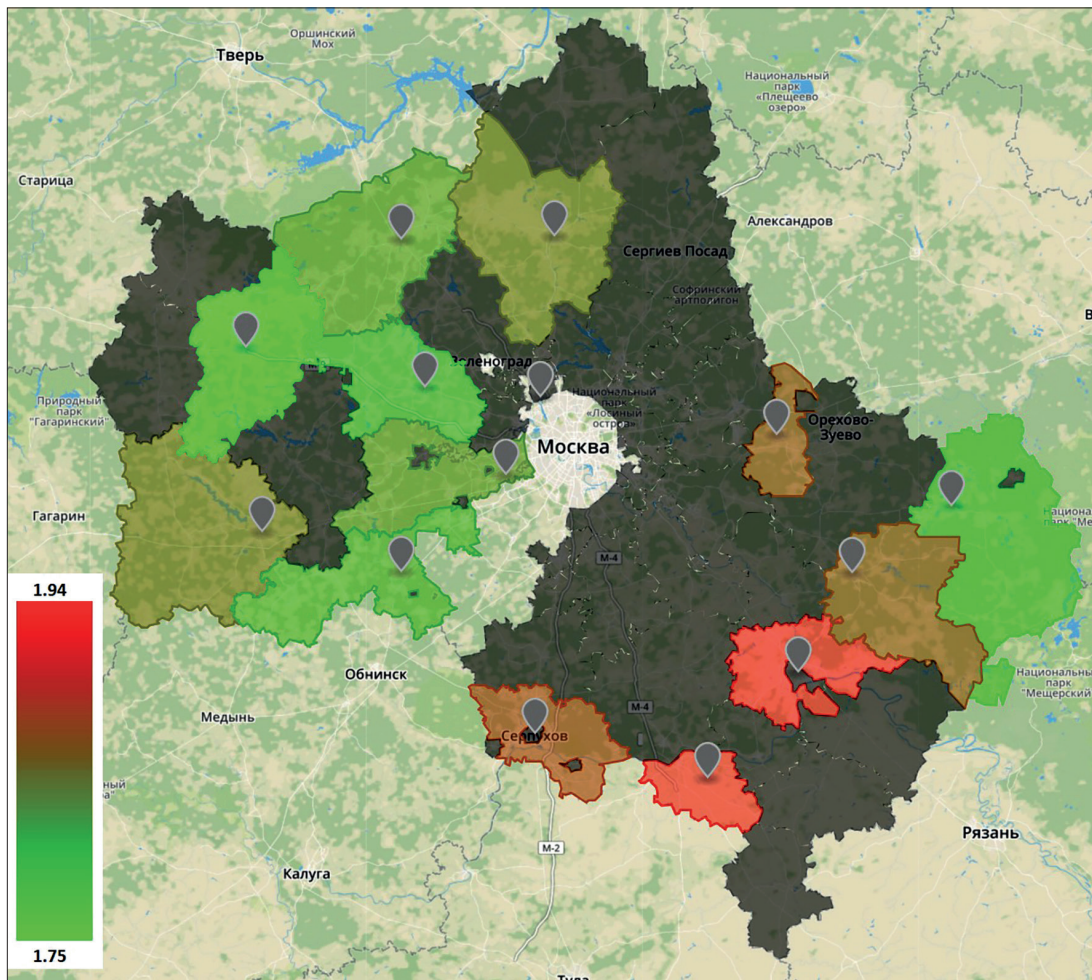 Оршинский
Мох
Тверь
Национальный
парк
«Плещеево
озеро»
Старица
Александров
Сергиев Посад
Софринский
артполигон
Зеленоград
Природный
парк
"Гагаринский"
Национальный
парк
«Лосиный
остров»
Орехово-
Зуево
Москва
Гагарин
М-4
1.94
Обнинск
Национальный
парк
"Мещерский
Медынь
М-4
Серпухов
Рязань
М-2
Калуга
1.75
Тула